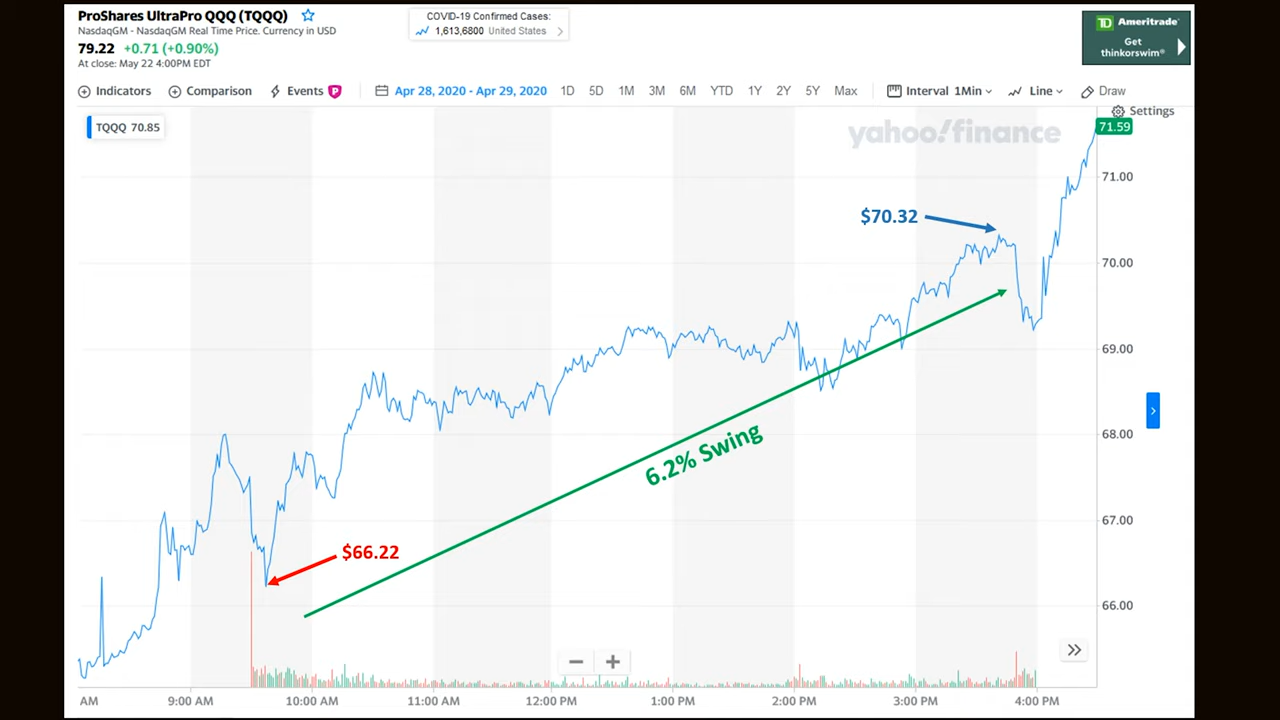 ProShares UltraPro QQQ (TQQQ)
NasdaqGM - NasdaqGM Real Time Price. Currency in USD
79.22 +0.71 (+0.90%)
At close: May 22 4:00PM EDT
COVID-19 Confirmed Cases:
1,613,6800 United States
TD Ameritrade
Get
thinkorswim®
Indicators Comparison Events P Apr 28, 2020 - Apr 29, 2020 1D 5D 1M 3M 6M YTD 1Y 2Y 5Y Max Interval 1Min Line Draw
Settings
TQQQ 70.85
yahoo!finance
71.59
71.00
$70.32
70.00
69.00
68.00
6.2% Swing
67.00
$66.22
66.00
AM 9:00 AM 10:00 AM 11:00 AM 12:00 PM 1:00 PM 2:00 PM 3:00 PM 4:00 PM